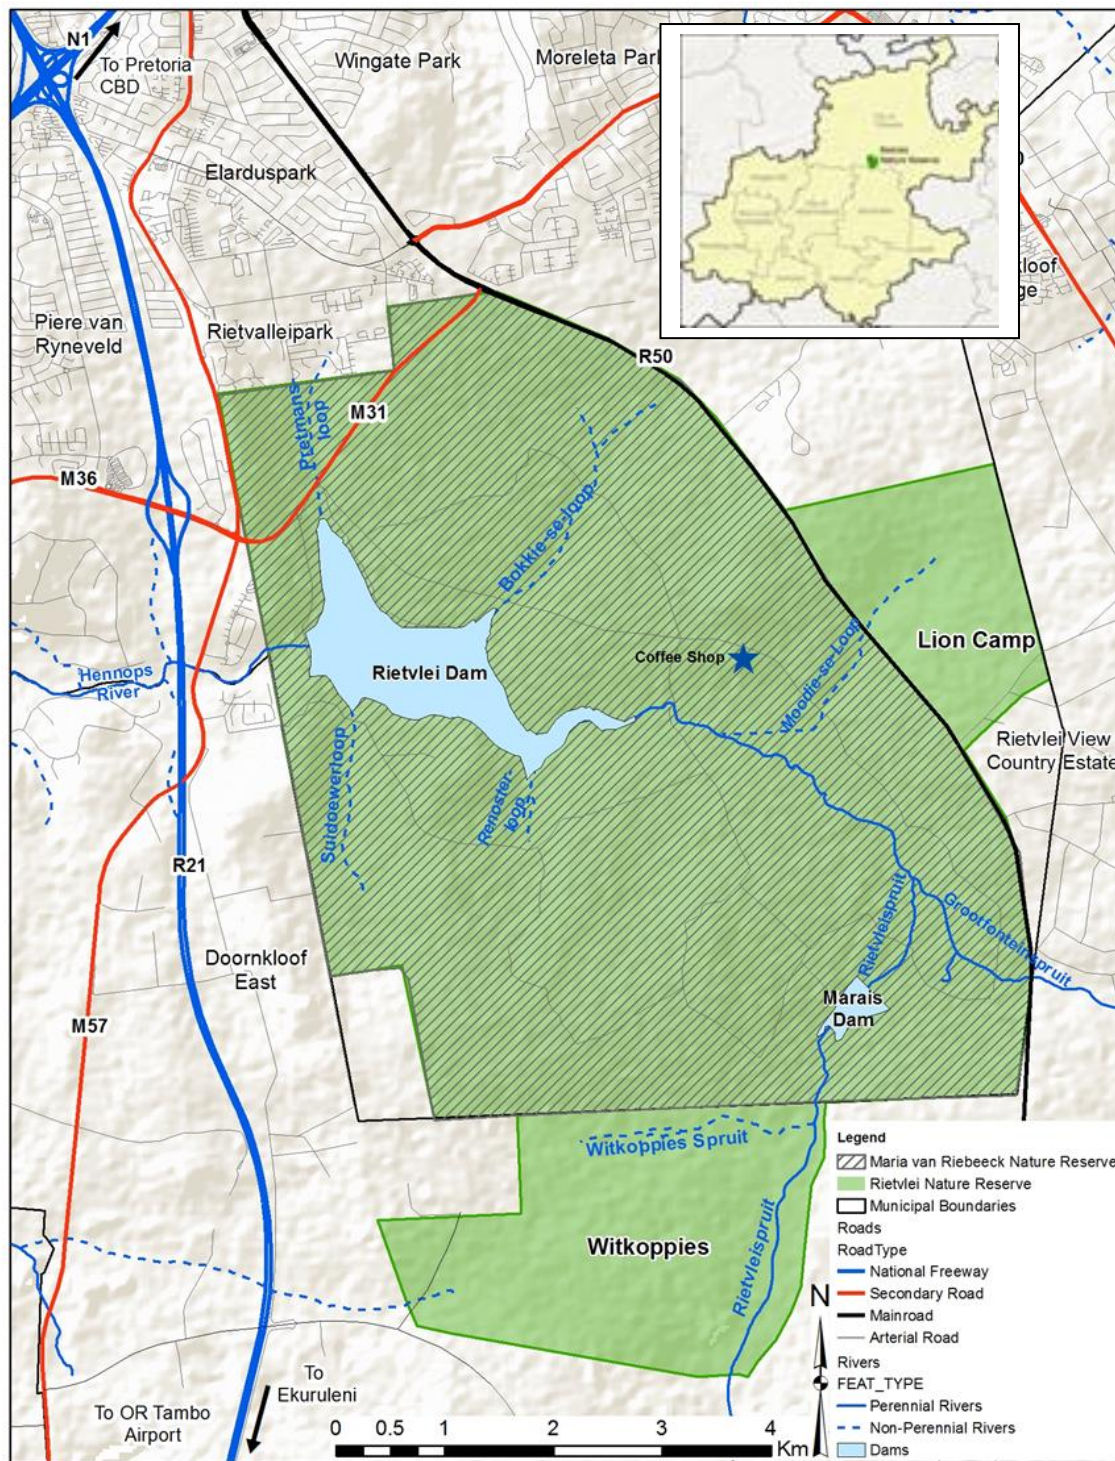 N1
To Pretoria
CBD
Wingate Park
Moreleta Park
Elarduspark
Nature Reserve
kloof
ge
Piere van
Ryneveld
Rietvalleipark
R50
M31
loop
M36
Bokkie-se-loop
Moodie-se-Loop
Lion Camp
Coffee Shop
Rietvlei Dam
Hennops
River
Rietvlei View
Country Estate
Suidoewerloop
Renoster-
loop
R21
Rietvleispruit
Grootfonteinspruit
Doornkloof
East
Marais
Dam
M57
Witkoppies Spruit
Witkoppies
Rietvleispruit
To
Ekuruleni
To OR Tambo
Airport
Legend
Maria van Riebeeck Nature Reserve
Rietvlei Nature Reserve
Municipal Boundaries
Roads
RoadType
National Freeway
Secondary Road
Mainroad
Arterial Road
Rivers
FEAT_TYPE
Perennial Rivers
Non-Perennial Rivers
Dams
N
0 0.5 1 2 3 4
Km